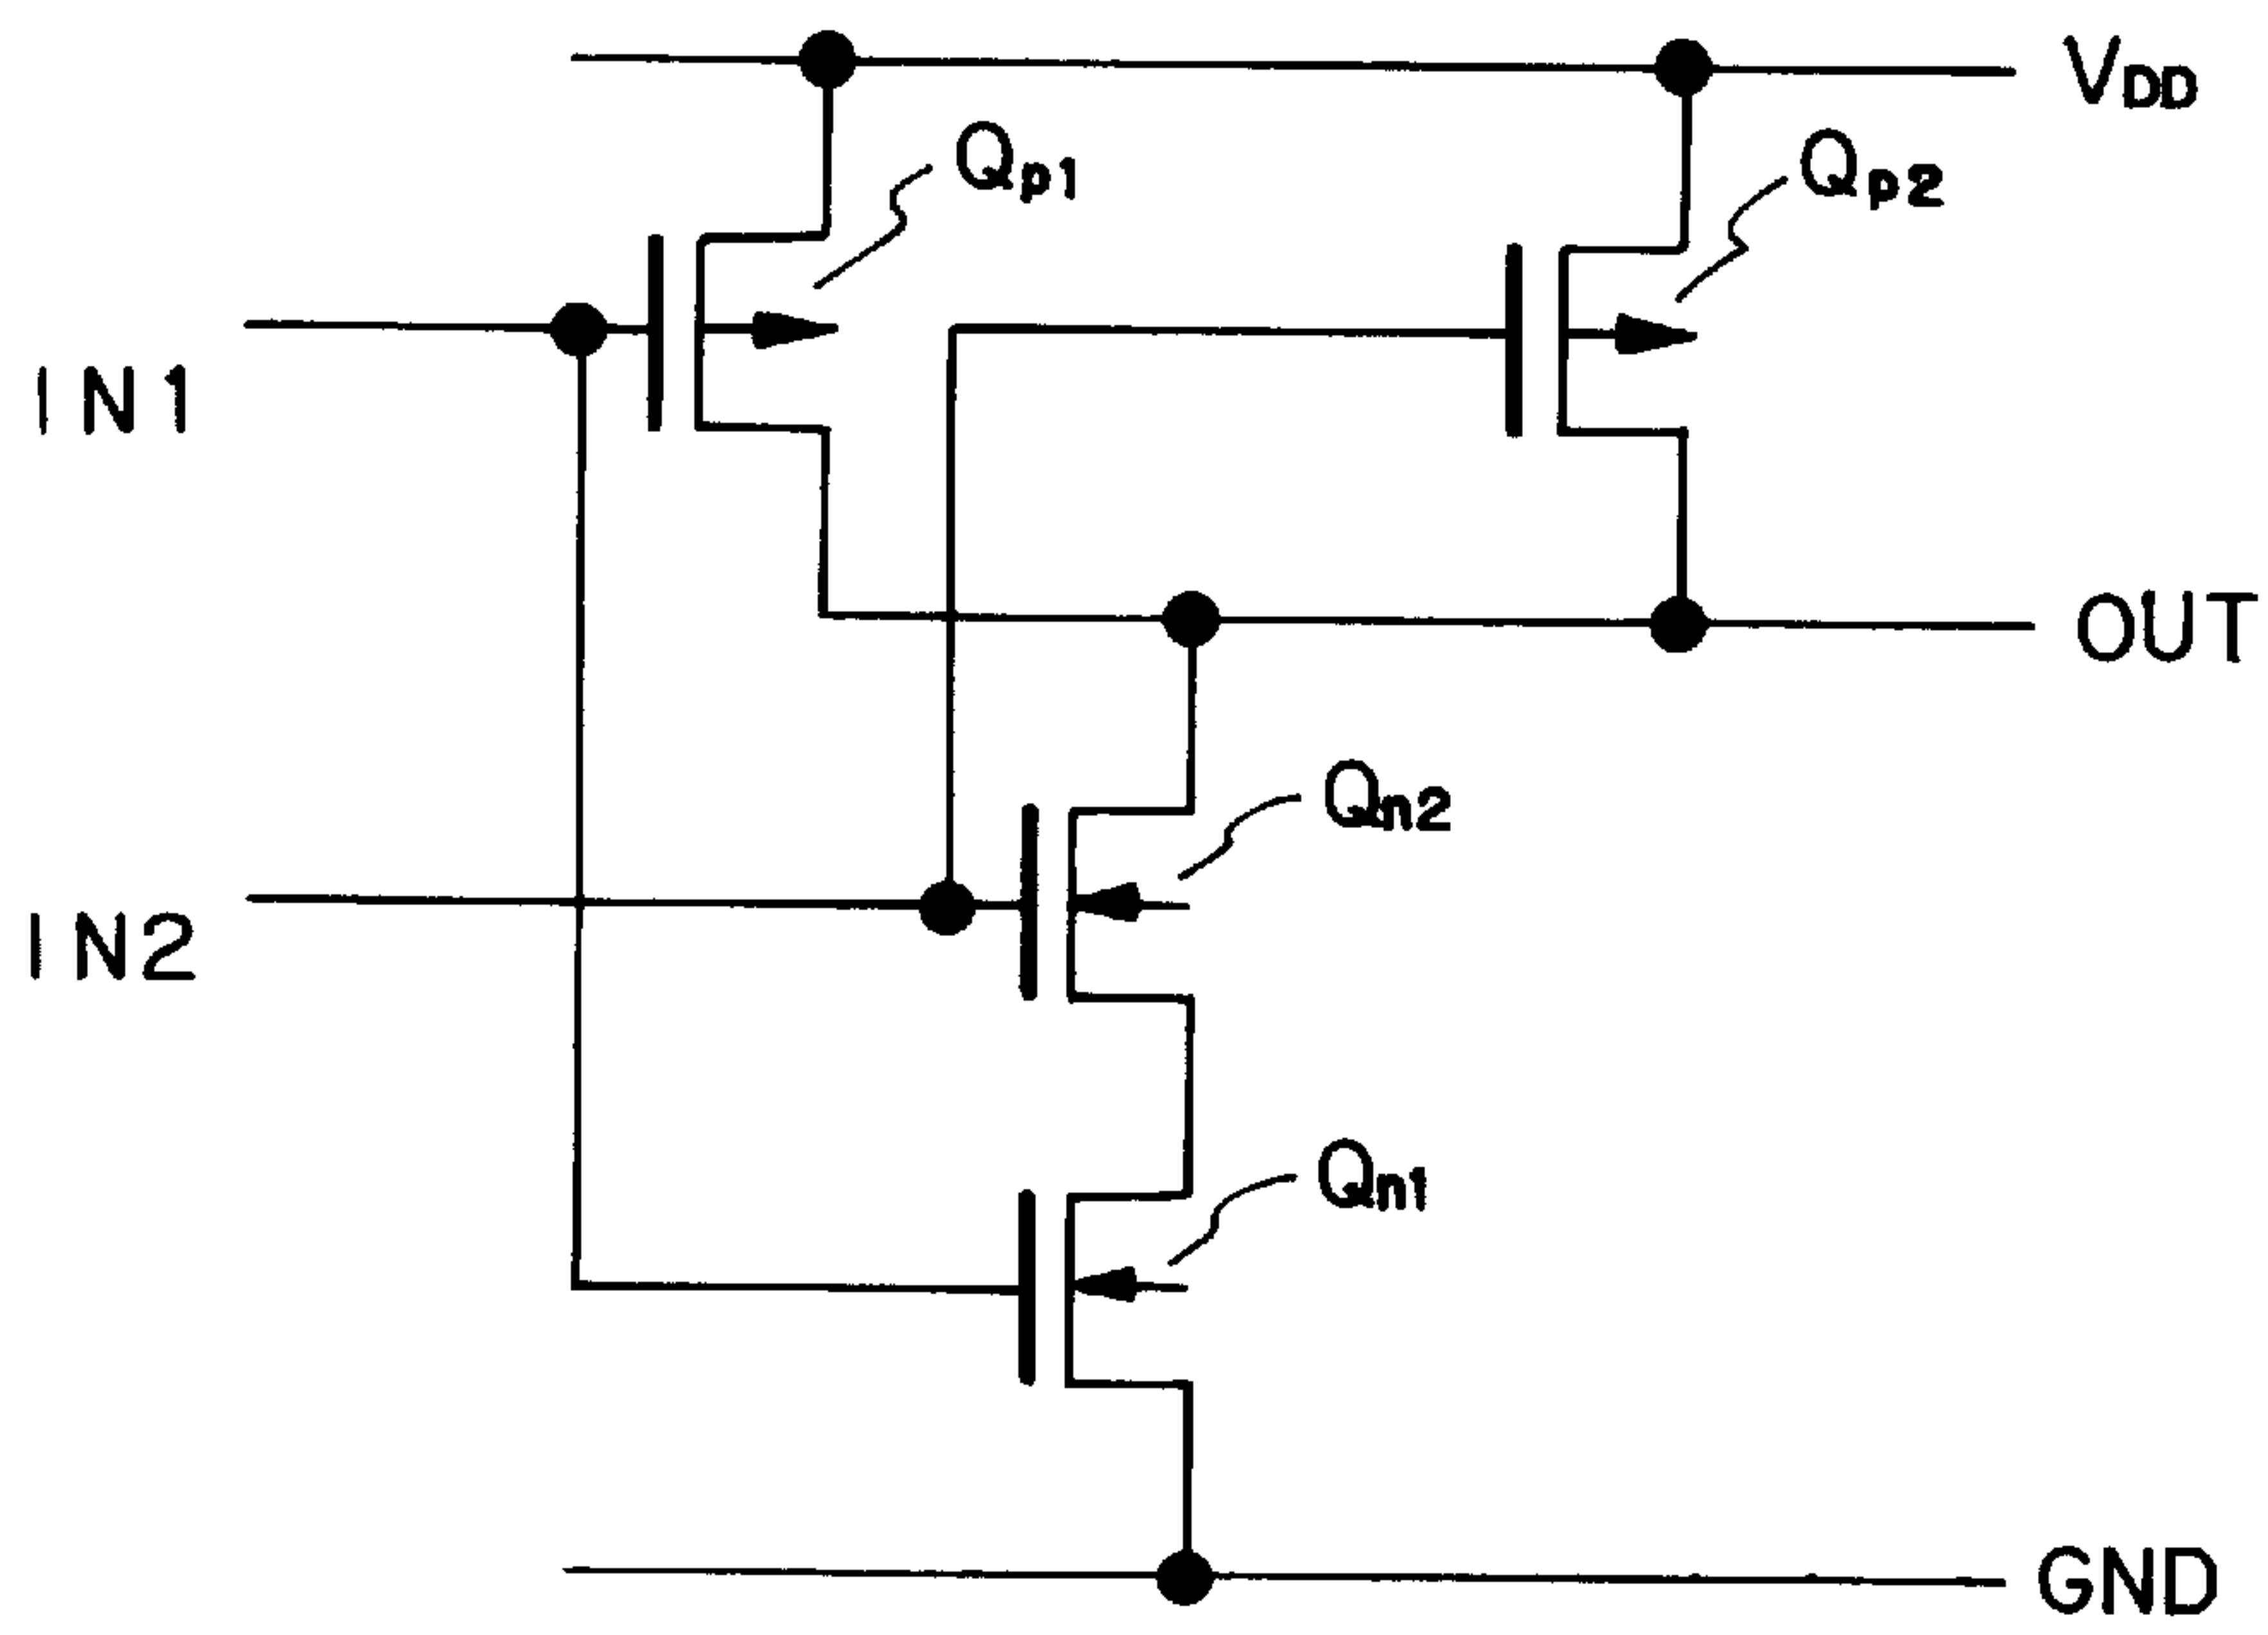 VDD
Qp1
Qp2
IN1
OUT
Qn2
IN2
Qn1
GND